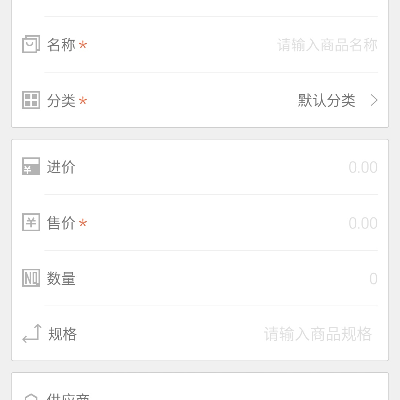 名称 * 请输入商品名称
分类 * 默认分类
进价 0.00
售价 * 0.00
数量 0
规格 请输入商品规格
供应商